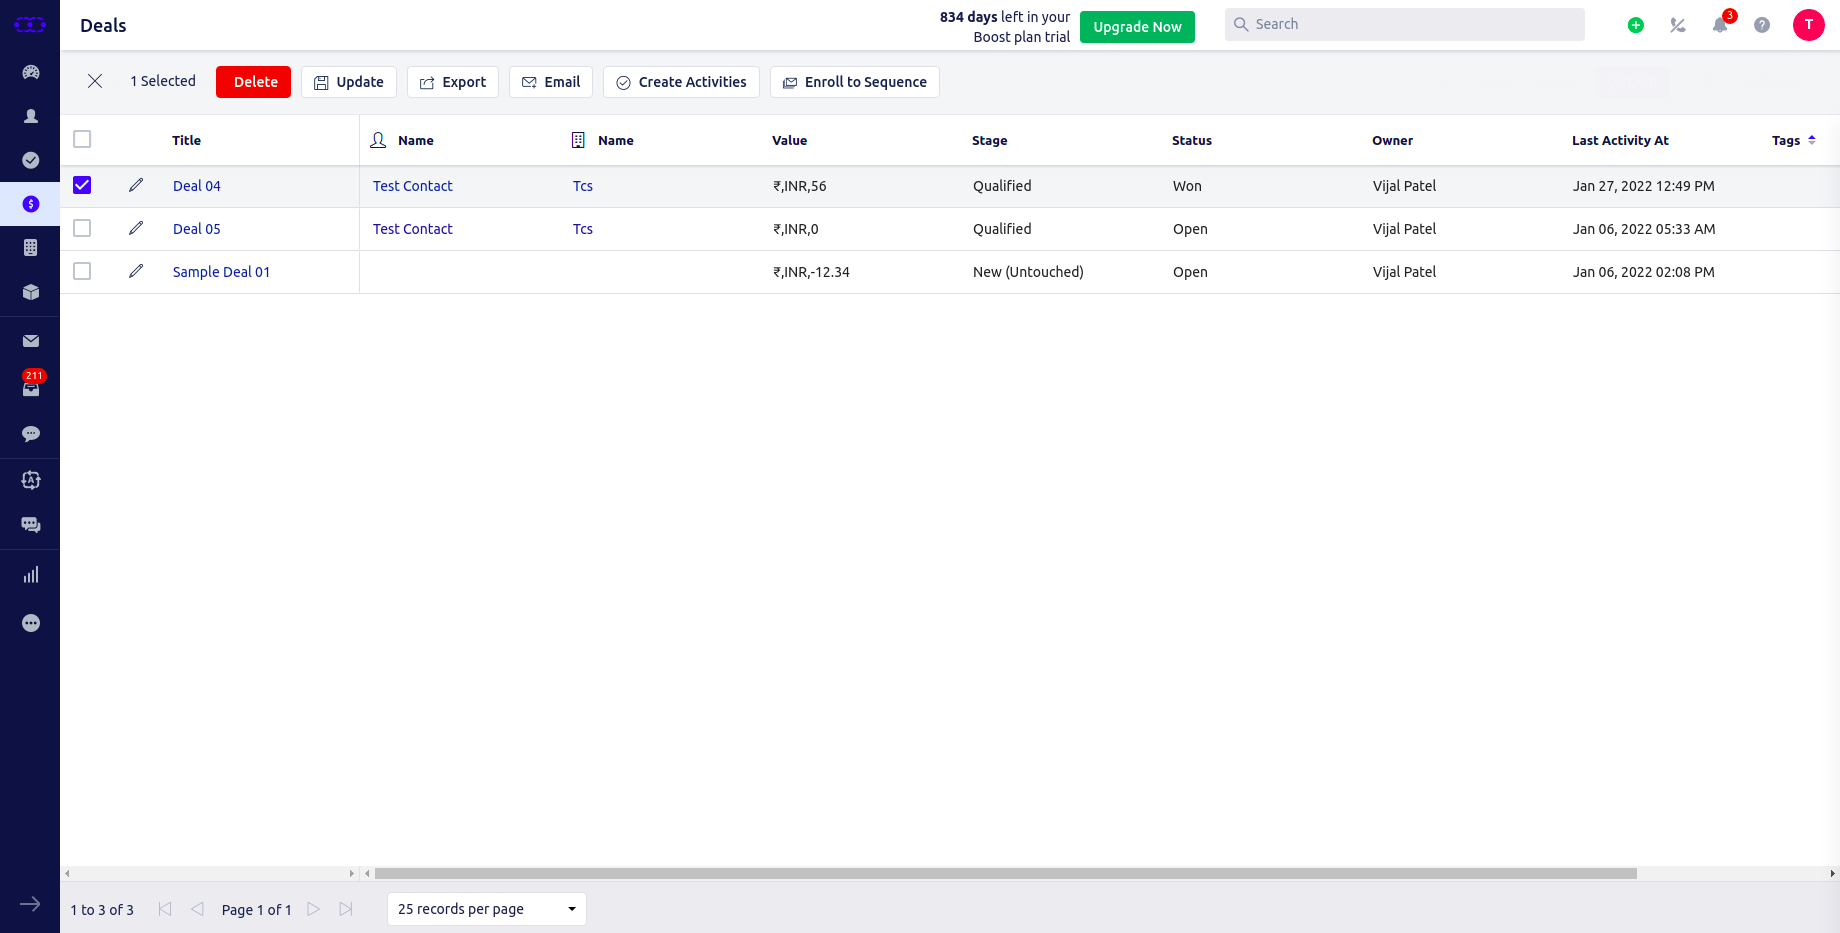 Deals
834 days left in your
Boost plan trial
Upgrade Now
Search
3
T
1 Selected
Delete
Update
Export
Email
Create Activities
Enroll to Sequence
Title Name Name Value Stage Status Owner Last Activity At Tags
Deal 04 Test Contact Tcs ₹,INR,56 Qualified Won Vijal Patel Jan 27, 2022 12:49 PM
$
Deal 05 Test Contact Tcs ₹,INR,0 Qualified Open Vijal Patel Jan 06, 2022 05:33 AM
Sample Deal 01 ₹,INR,-12.34 New (Untouched) Open Vijal Patel Jan 06, 2022 02:08 PM
211
A
1 to 3 of 3
Page 1 of 1
25 records per page